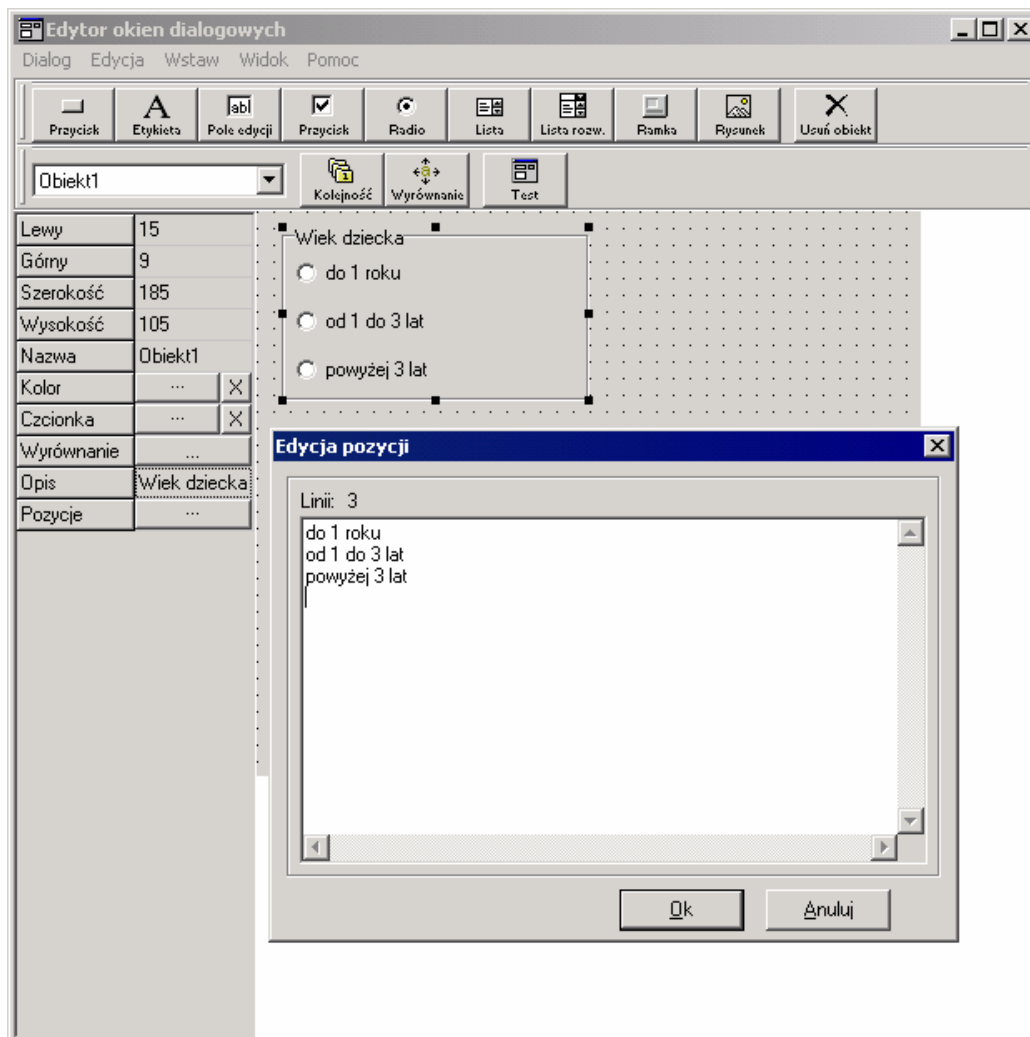 Edytor okien dialogowych
Dialog Edycja Wstaw Widok Pomoc
Przycisk Etykieta Pole edycji Przycisk Radio Lista Lista rozw. Ramka Rysunek Usuń obiekt
Obiekt1 Kolejność Wyrównanie Test
Lewy 15
Górny 9
Szerokość 185
Wysokość 105
Nazwa Obiekt1
Kolor ... X
Czcionka ... X
Wyrównanie ...
Opis Wiek dziecka
Pozycje ...
Wiek dziecka
do 1 roku
od 1 do 3 lat
powyżej 3 lat
Edycja pozycji
Linii: 3
do 1 roku
od 1 do 3 lat
powyżej 3 lat
Ok Anuluj